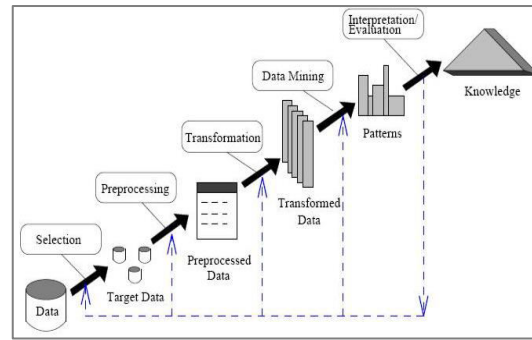 Interpretation/
Evaluation
Data Mining
Knowledge
Transformation
Patterns
Preprocessing
Transformed
Data
Selection
Preprocessed
Data
Target Data
Data